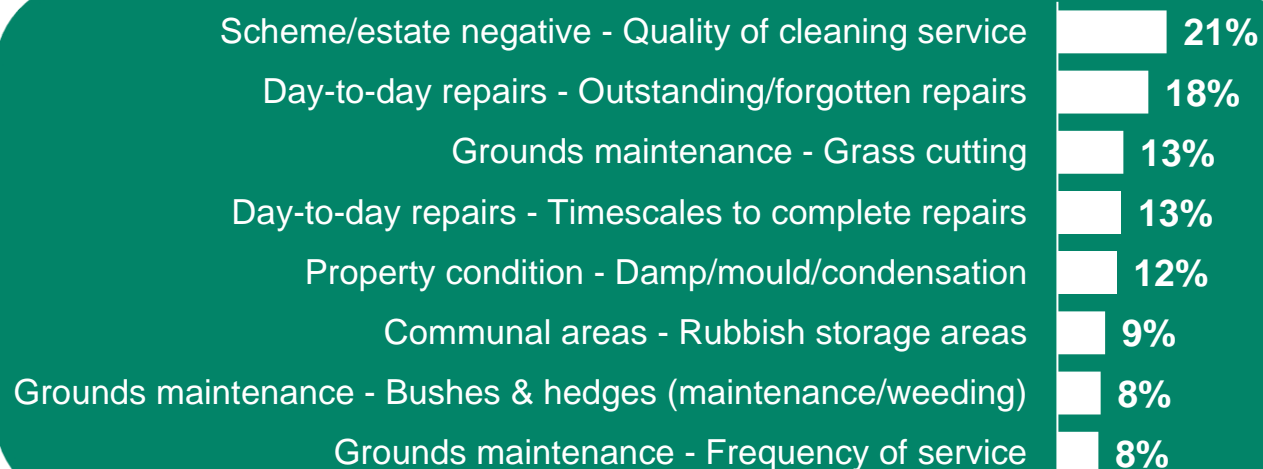 Scheme/estate negative - Quality of cleaning service 21%
Day-to-day repairs - Outstanding/forgotten repairs 18%
Grounds maintenance - Grass cutting 13%
Day-to-day repairs - Timescales to complete repairs 13%
Property condition - Damp/mould/condensation 12%
Communal areas - Rubbish storage areas 9%
Grounds maintenance - Bushes & hedges (maintenance/weeding) 8%
Grounds maintenance - Frequency of service 8%